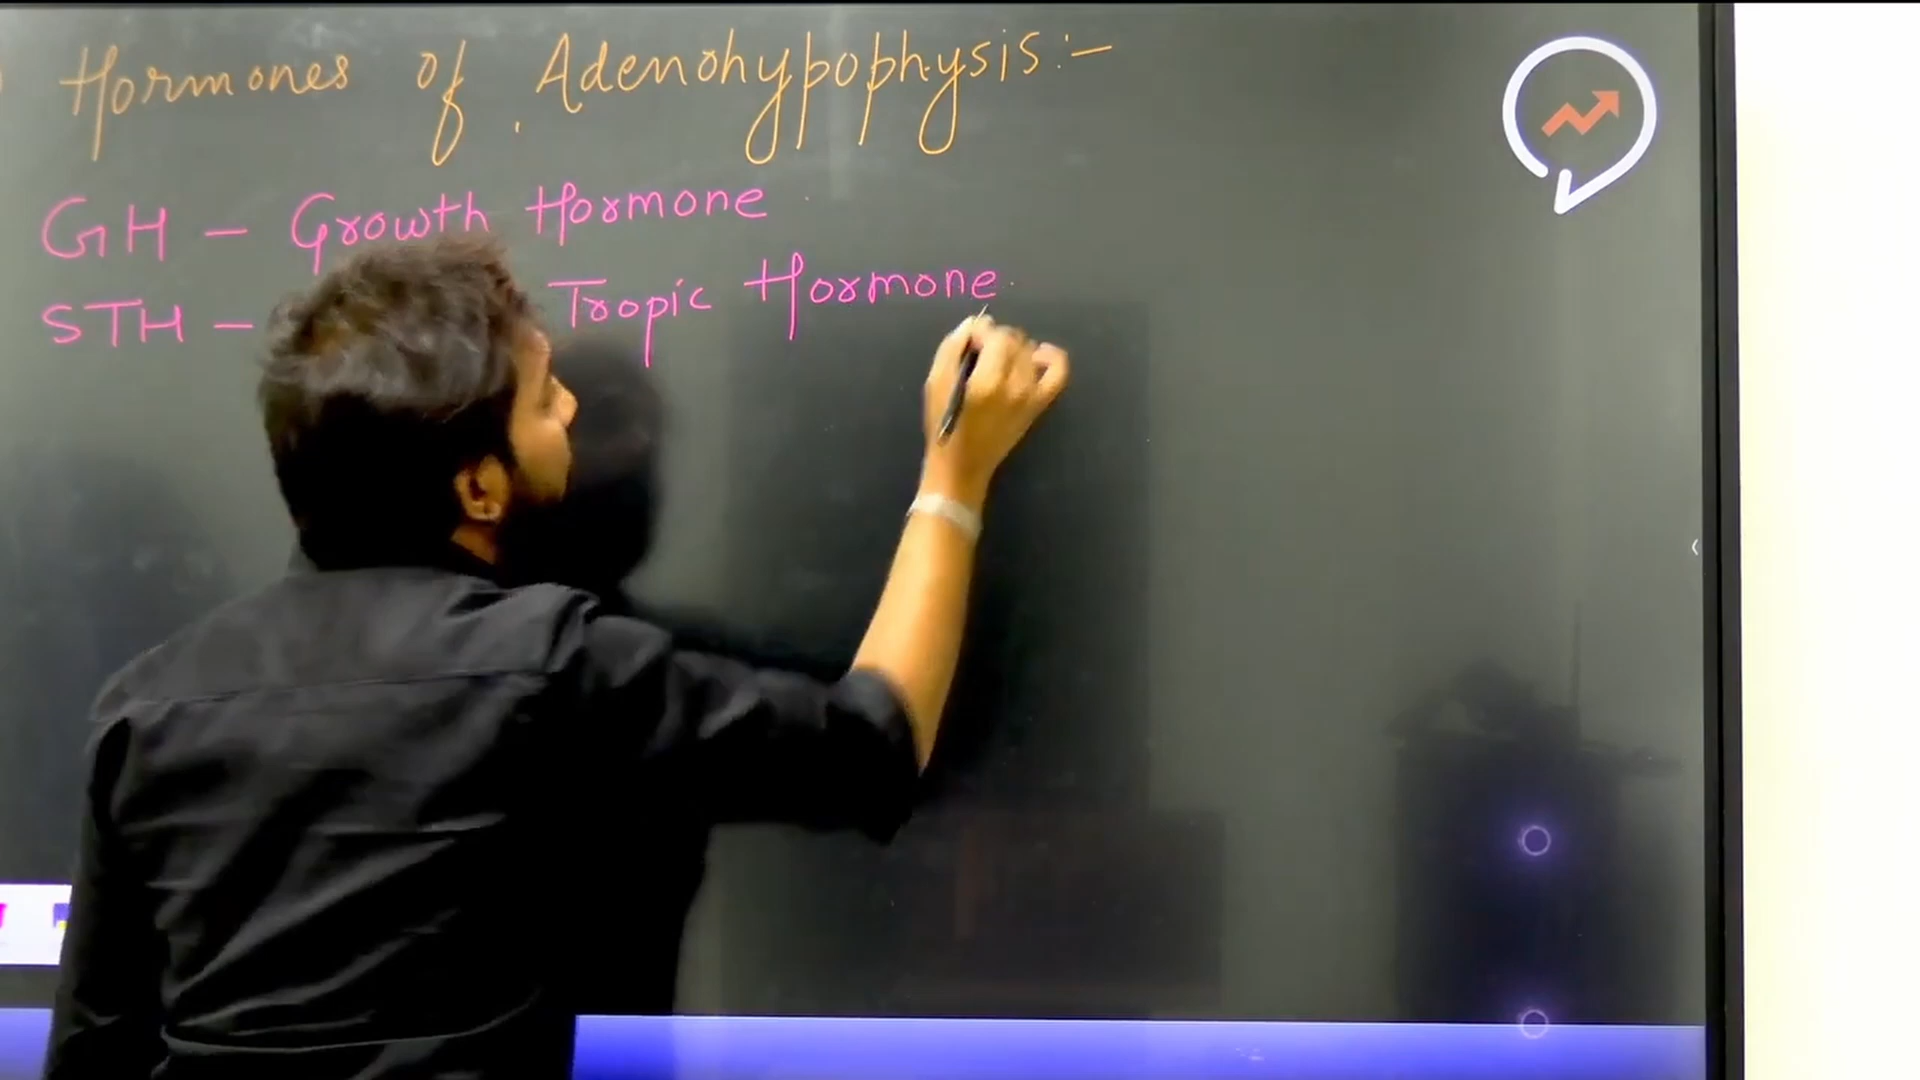 Hormones of Adenohypophysis:-
GH - Growth Hormone
STH - Tropic Hormone